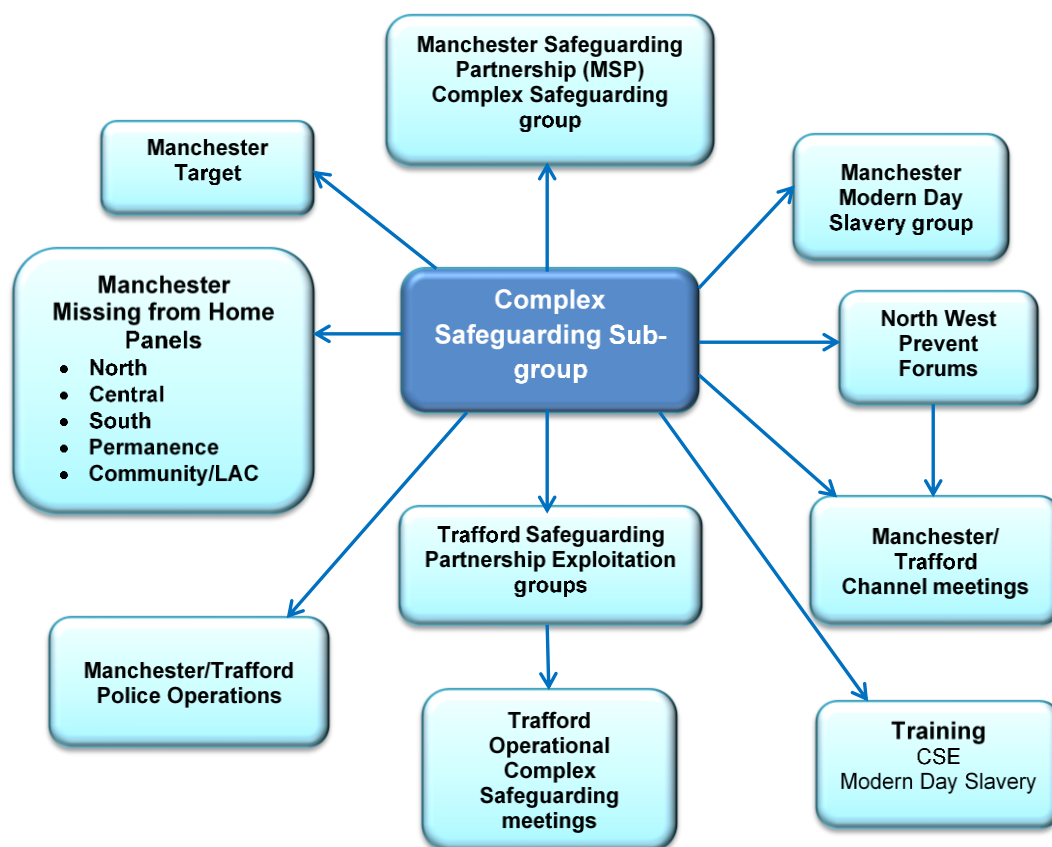 Manchester Safeguarding
Partnership (MSP)
Complex Safeguarding
group
Manchester
Target
Manchester
Modern Day
Slavery group
Manchester
Missing from Home
Panels
• North
• Central
• South
• Permanence
• Community/LAC
Complex
Safeguarding Sub-
group
North West
Prevent
Forums
Trafford Safeguarding
Partnership Exploitation
groups
Manchester/
Trafford
Channel meetings
Manchester/Trafford
Police Operations
Trafford
Operational
Complex
Safeguarding
meetings
Training
CSE
Modern Day Slavery